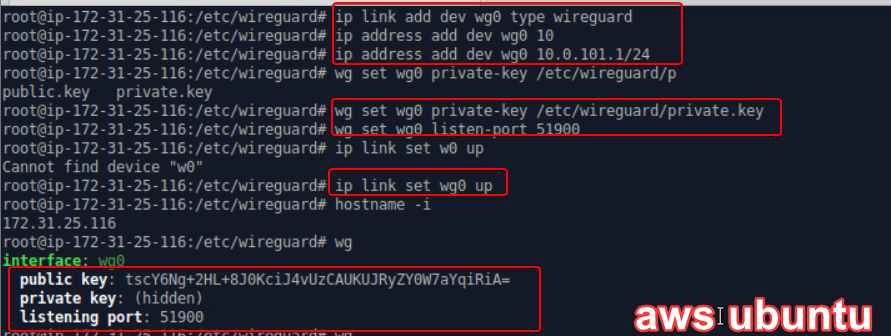 root@ip-172-31-25-116:/etc/wireguard# ip link add dev wg0 type wireguard
root@ip-172-31-25-116:/etc/wireguard# ip address add dev wg0 10
root@ip-172-31-25-116:/etc/wireguard# ip address add dev wg0 10.0.101.1/24
root@ip-172-31-25-116:/etc/wireguard# wg set wg0 private-key /etc/wireguard/p
public.key   private.key
root@ip-172-31-25-116:/etc/wireguard# wg set wg0 private-key /etc/wireguard/private.key
root@ip-172-31-25-116:/etc/wireguard# wg set wg0 listen-port 51900
root@ip-172-31-25-116:/etc/wireguard# ip link set w0 up
Cannot find device "w0"
root@ip-172-31-25-116:/etc/wireguard# ip link set wg0 up
root@ip-172-31-25-116:/etc/wireguard# hostname -i
172.31.25.116
root@ip-172-31-25-116:/etc/wireguard# wg
interface: wg0
  public key: tscY6Ng+2HL+8J0KciJ4vUzCAUKUJRyZY0W7aYqiRiA=
  private key: (hidden)
  listening port: 51900
root@ip-172-31-25-116:/etc/wireguard# wg
aws ubuntu